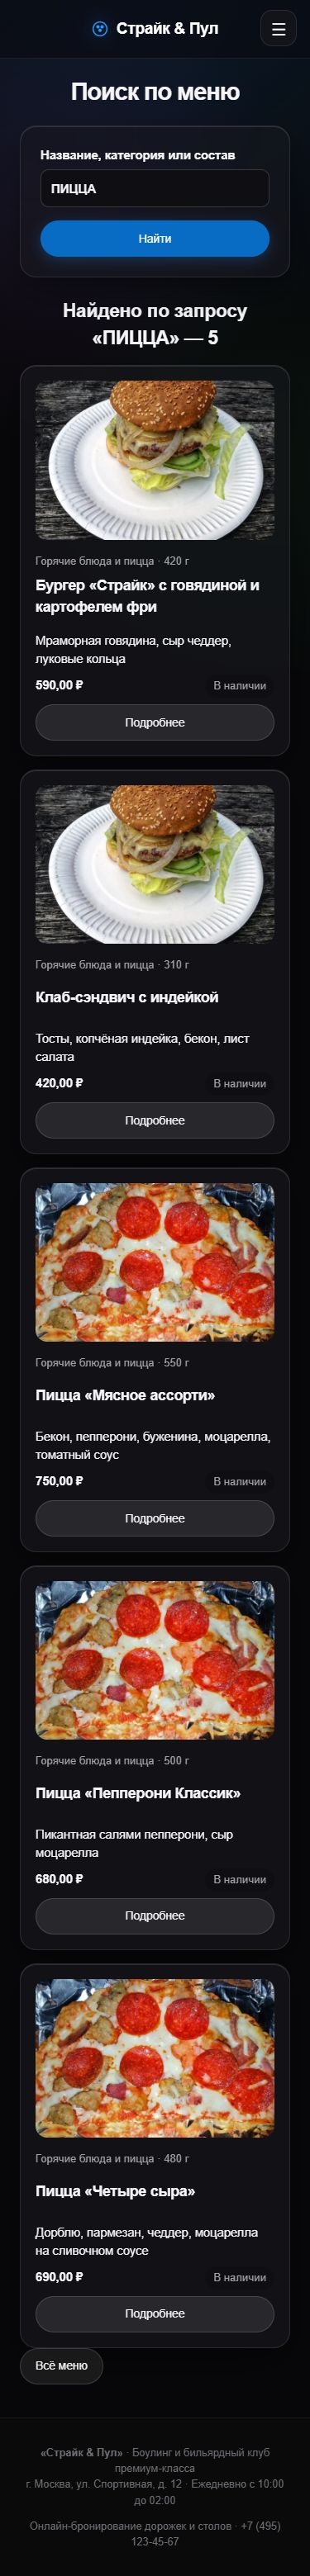 Страйк & Пул
Поиск по меню
Название, категория или состав
ПИЦЦА
Найти
Найдено по запросу
«ПИЦЦА» — 5
Горячие блюда и пицца · 420 г
Бургер «Страйк» с говядиной и
картофелем фри
Мраморная говядина, сыр чеддер,
луковые кольца
590,00 ₽ В наличии
Подробнее
Горячие блюда и пицца · 310 г
Клаб-сэндвич с индейкой
Тосты, копчёная индейка, бекон, лист
салата
420,00 ₽ В наличии
Подробнее
Горячие блюда и пицца · 550 г
Пицца «Мясное ассорти»
Бекон, пепперони, буженина, моцарелла,
томатный соус
750,00 ₽ В наличии
Подробнее
Горячие блюда и пицца · 500 г
Пицца «Пепперони Классик»
Пикантная салями пепперони, сыр
моцарелла
680,00 ₽ В наличии
Подробнее
Горячие блюда и пицца · 480 г
Пицца «Четыре сыра»
Дорблю, пармезан, чеддер, моцарелла
на сливочном соусе
690,00 ₽ В наличии
Подробнее
Всё меню
«Страйк & Пул» · Боулинг и бильярдный клуб
премиум-класса
г. Москва, ул. Спортивная, д. 12 · Ежедневно с 10:00
до 02:00
Онлайн-бронирование дорожек и столов · +7 (495)
123-45-67